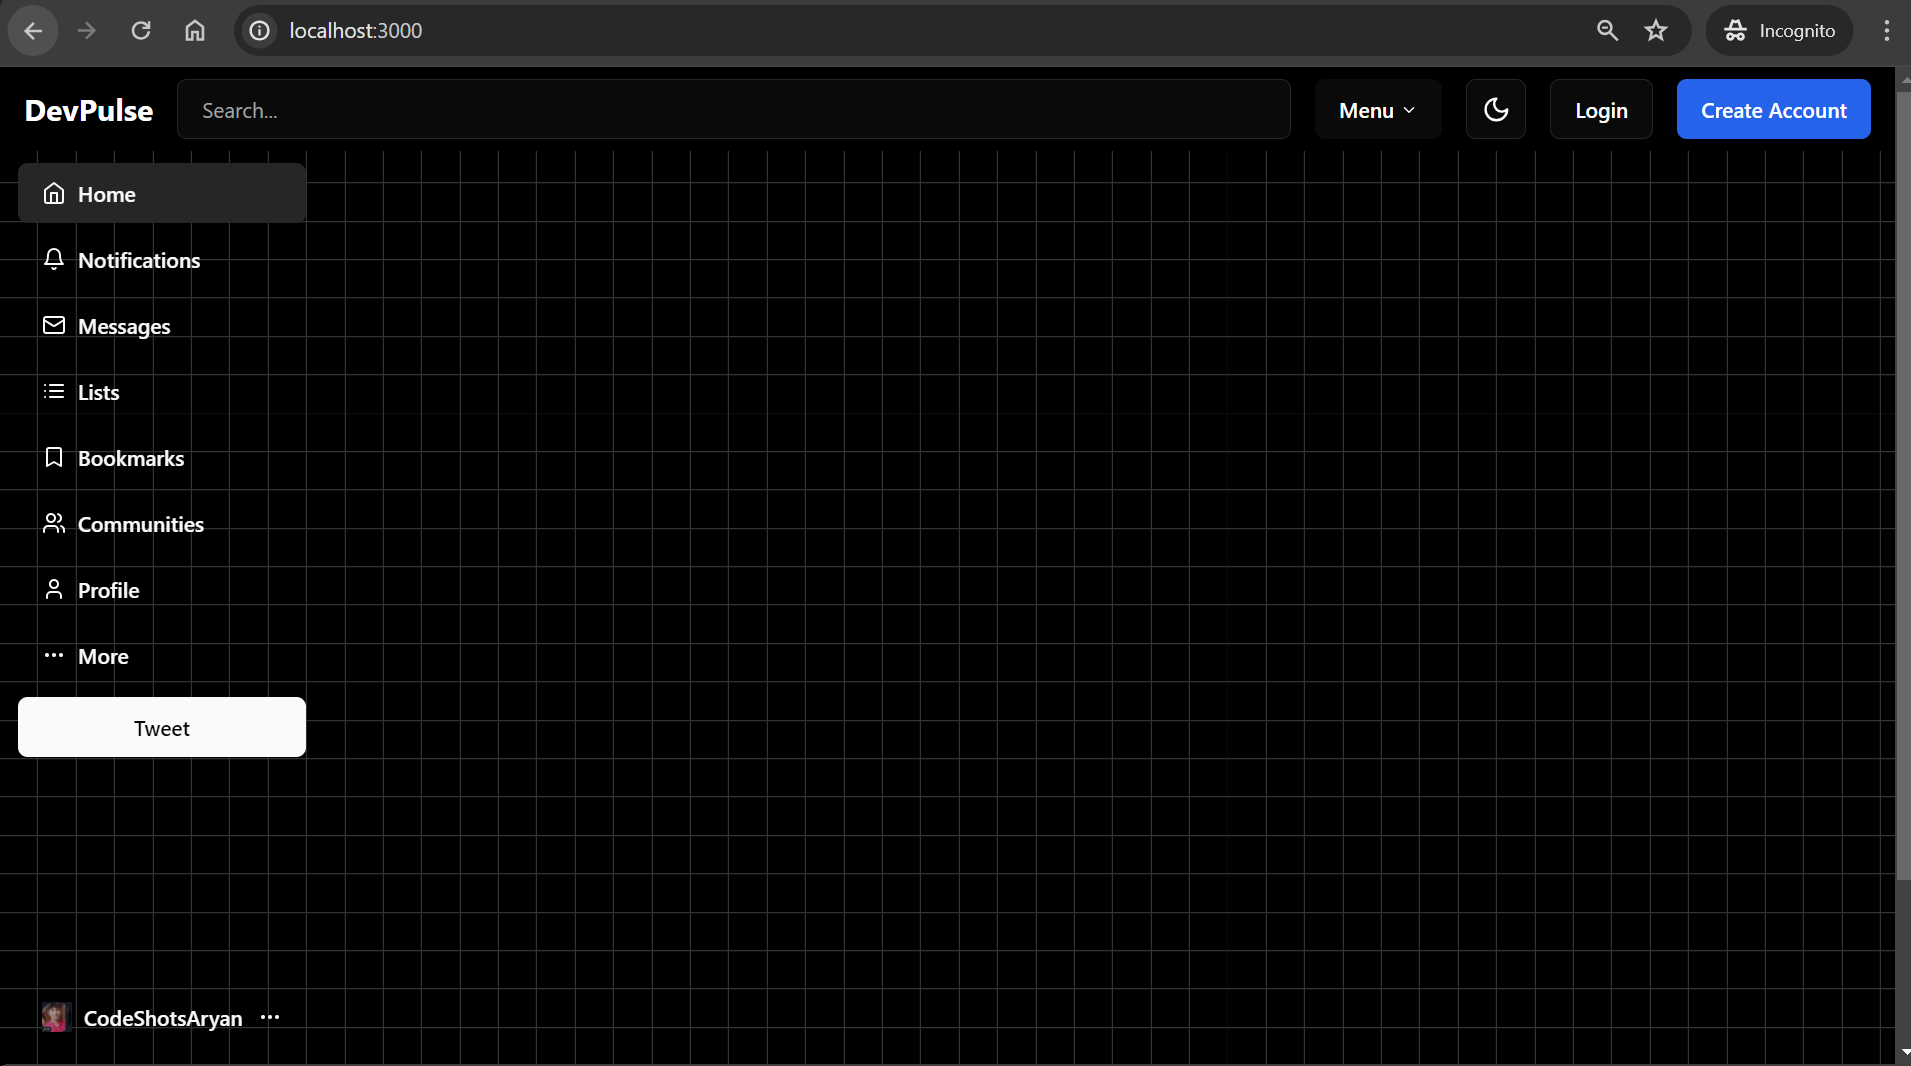 localhost:3000
Incognito
DevPulse
Search...
Menu
Login
Create Account
Home
Notifications
Messages
Lists
Bookmarks
Communities
Profile
More
Tweet
CodeShotsAryan